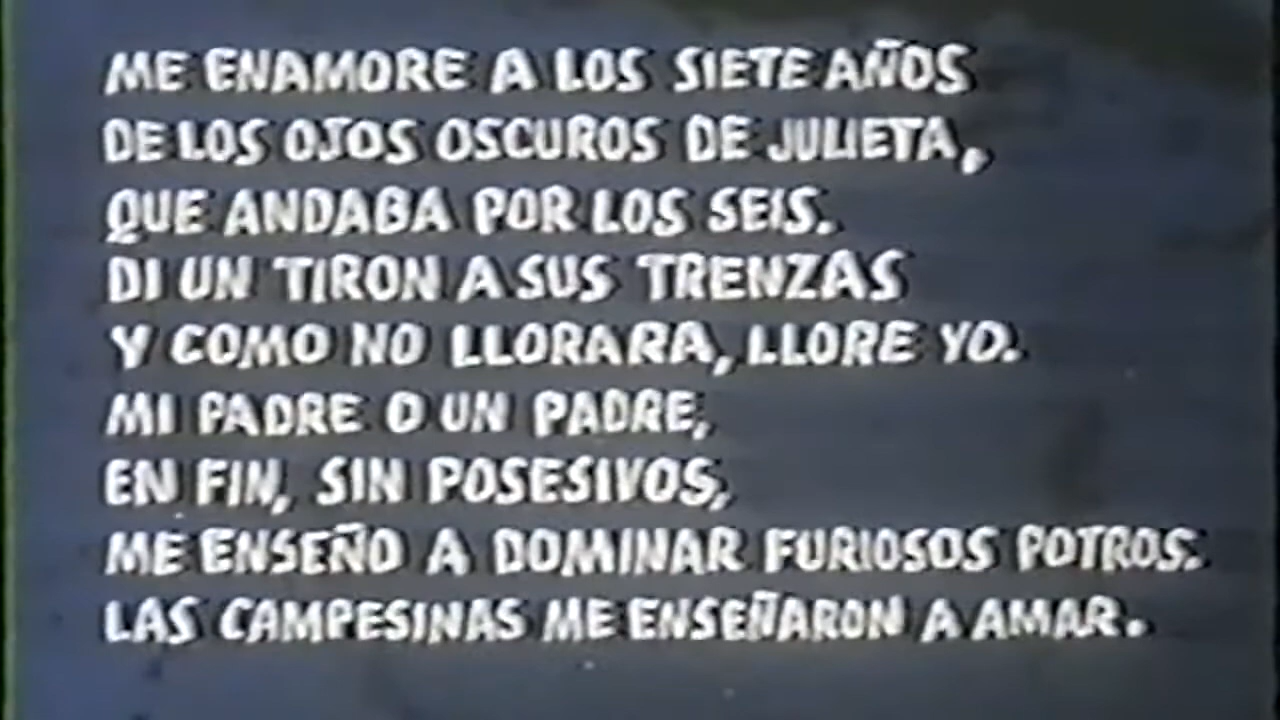 ME ENAMORE A LOS SIETE AÑOS
DE LOS OJOS OSCUROS DE JULIETA,
QUE ANDABA POR LOS SEIS.
DI UN TIRON A SUS TRENZAS
Y COMO NO LLORARA, LLORE YO.
MI PADRE O UN PADRE,
EN FIN, SIN POSESIVOS,
ME ENSEÑO A DOMINAR FURIOSOS POTROS.
LAS CAMPESINAS ME ENSEÑARON A AMAR.